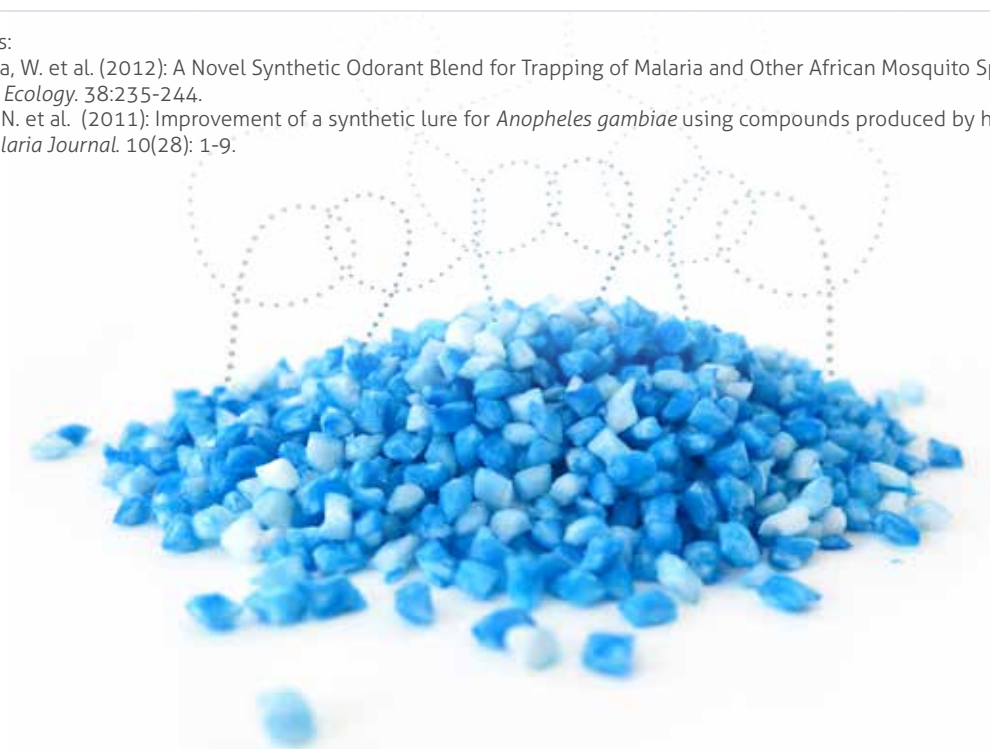 s:
a, W. et al. (2012): A Novel Synthetic Odorant Blend for Trapping of Malaria and Other African Mosquito Sp
Ecology. 38:235-244.
N. et al. (2011): Improvement of a synthetic lure for Anopheles gambiae using compounds produced by h
laria Journal. 10(28): 1-9.